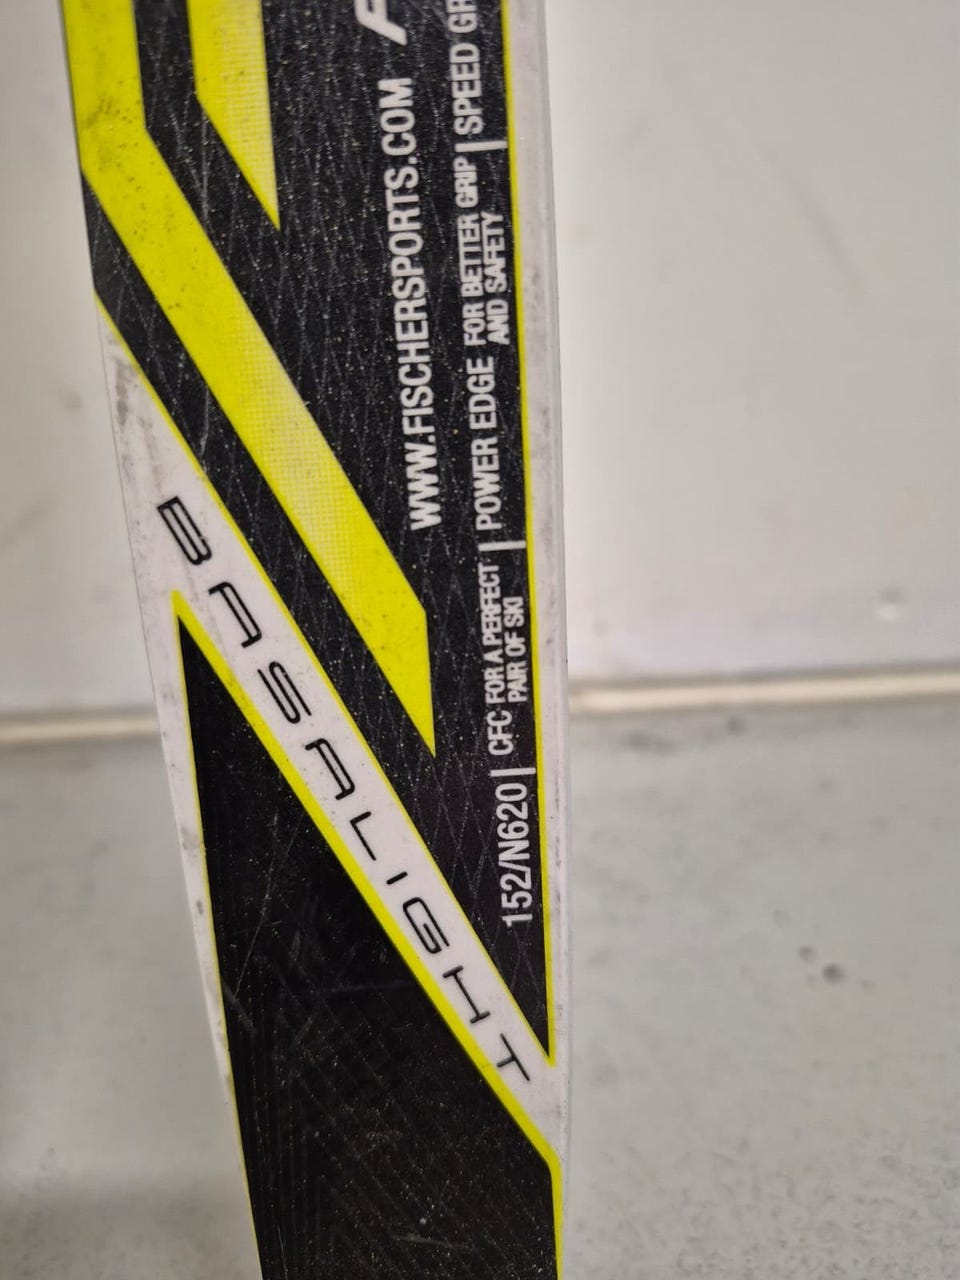 WWW.FISCHERSPORTS.COM
152/N620 | CFC FOR A PERFECT PAIR OF SKI | POWER EDGE FOR BETTER GRIP AND SAFETY | SPEED
BASALIGHT